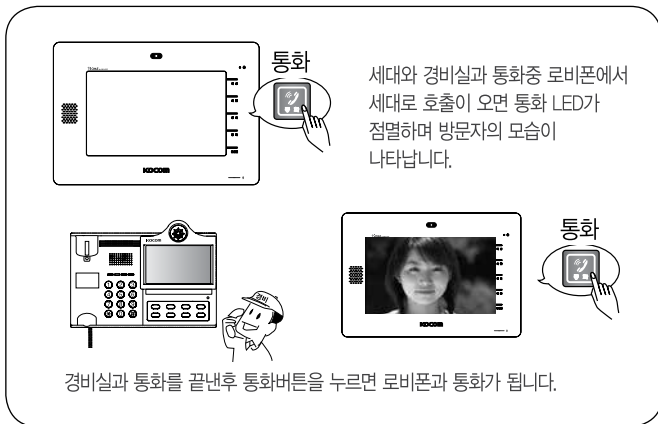 통화
세대와 경비실과 통화중 로비폰에서
세대로 호출이 오면 통화 LED가
점멸하며 방문자의 모습이
나타납니다.
KOCOM
KOCOM
경비
통화
KOCOM
경비실과 통화를 끝낸후 통화버튼을 누르면 로비폰과 통화가 됩니다.